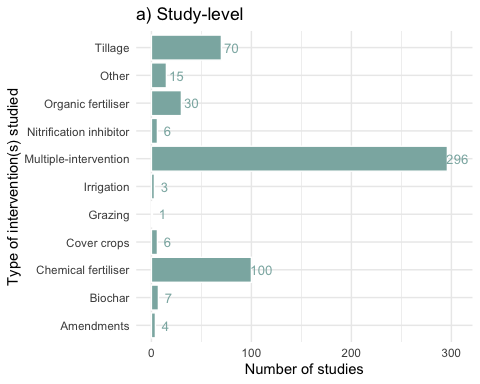 a) Study-level
Type of intervention(s) studied
Tillage 70
Other 15
Organic fertiliser 30
Nitrification inhibitor 6
Multiple-intervention 296
Irrigation 3
Grazing 1
Cover crops 6
Chemical fertiliser 100
Biochar 7
Amendments 4
0 100 200 300
Number of studies